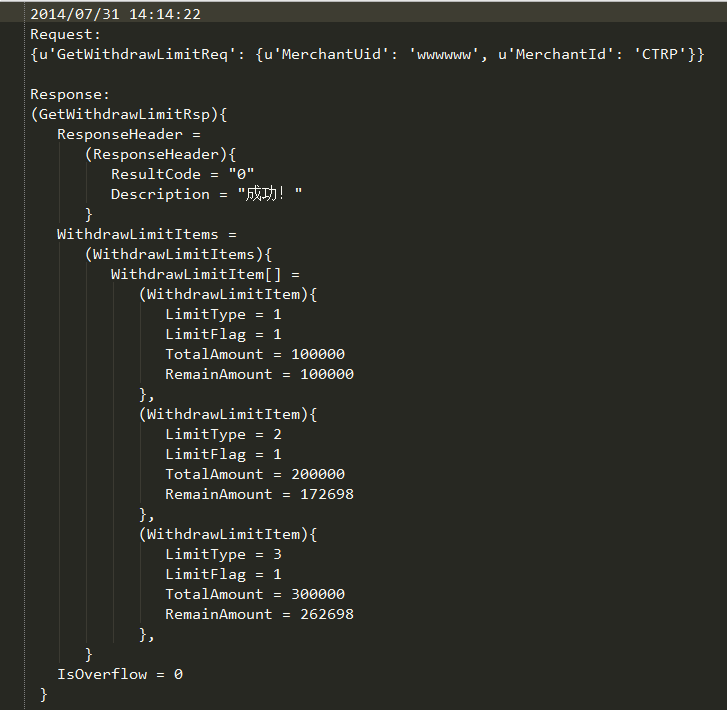 2014/07/31 14:14:22
Request:
{u'GetWithdrawLimitReq': {u'MerchantUid': 'wwwwww', u'MerchantId': 'CTRP'}}

Response:
(GetWithdrawLimitRsp){
   ResponseHeader =
      (ResponseHeader){
         ResultCode = "0"
         Description = "成功！"
      }
   WithdrawLimitItems =
      (WithdrawLimitItems){
         WithdrawLimitItem[] =
            (WithdrawLimitItem){
               LimitType = 1
               LimitFlag = 1
               TotalAmount = 100000
               RemainAmount = 100000
            },
            (WithdrawLimitItem){
               LimitType = 2
               LimitFlag = 1
               TotalAmount = 200000
               RemainAmount = 172698
            },
            (WithdrawLimitItem){
               LimitType = 3
               LimitFlag = 1
               TotalAmount = 300000
               RemainAmount = 262698
            },
      }
   IsOverflow = 0
 }